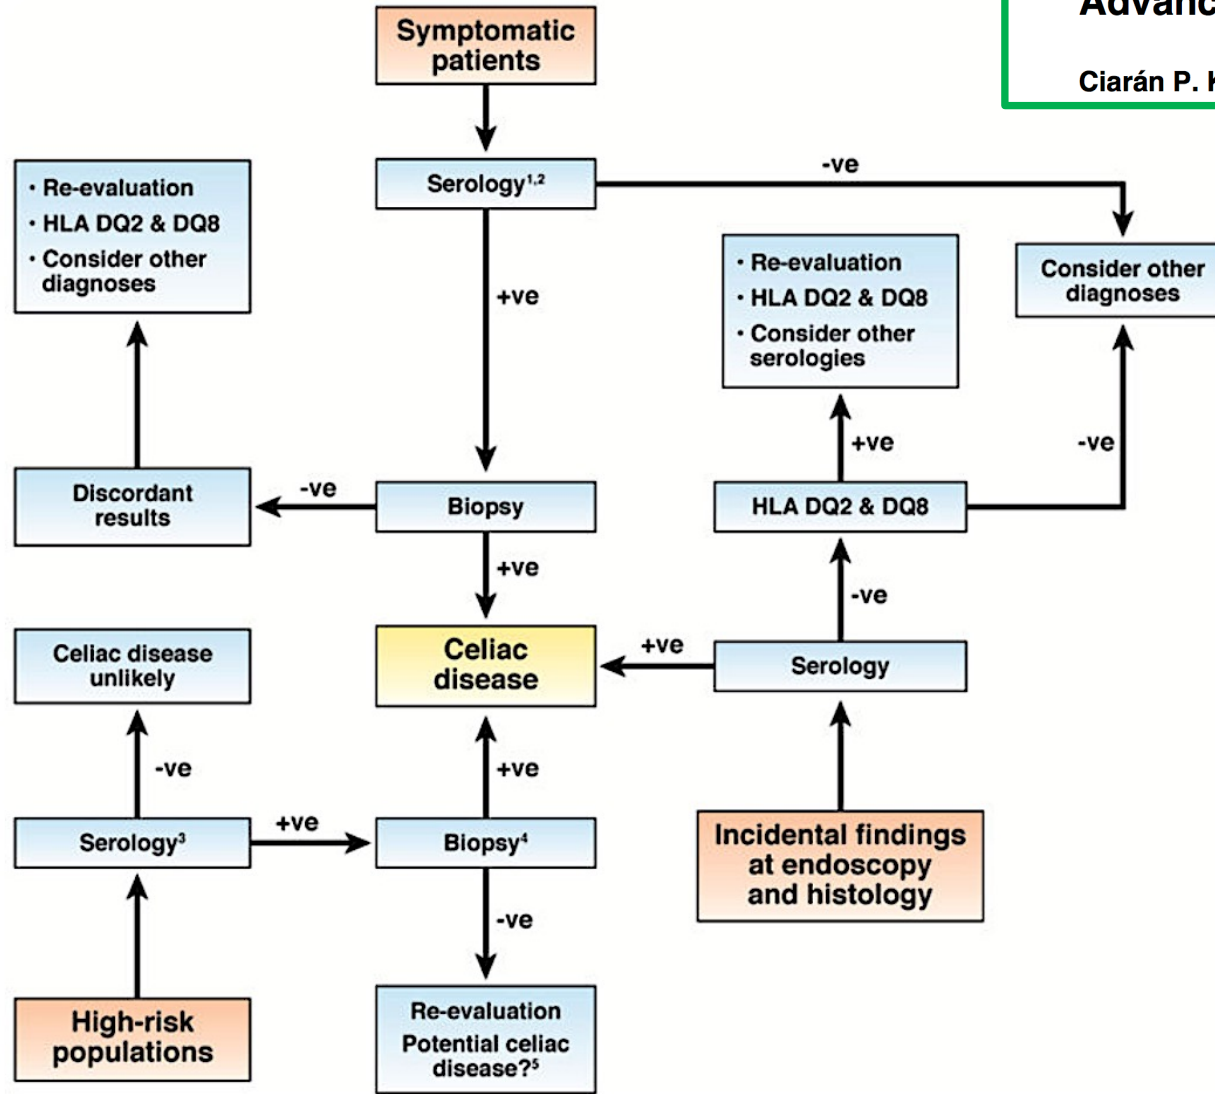 Advanc
Ciarán P. K
Symptomatic
patients
Serology¹,²
-ve
+ve
• Re-evaluation
• HLA DQ2 & DQ8
• Consider other
diagnoses
• Re-evaluation
• HLA DQ2 & DQ8
• Consider other
serologies
Consider other
diagnoses
+ve
-ve
Discordant
results
-ve
Biopsy
HLA DQ2 & DQ8
+ve
-ve
Celiac disease
unlikely
Celiac
disease
+ve
Serology
-ve
+ve
Serology³
+ve
Biopsy⁴
Incidental findings
at endoscopy
and histology
-ve
High-risk
populations
Re-evaluation
Potential celiac
disease?⁵